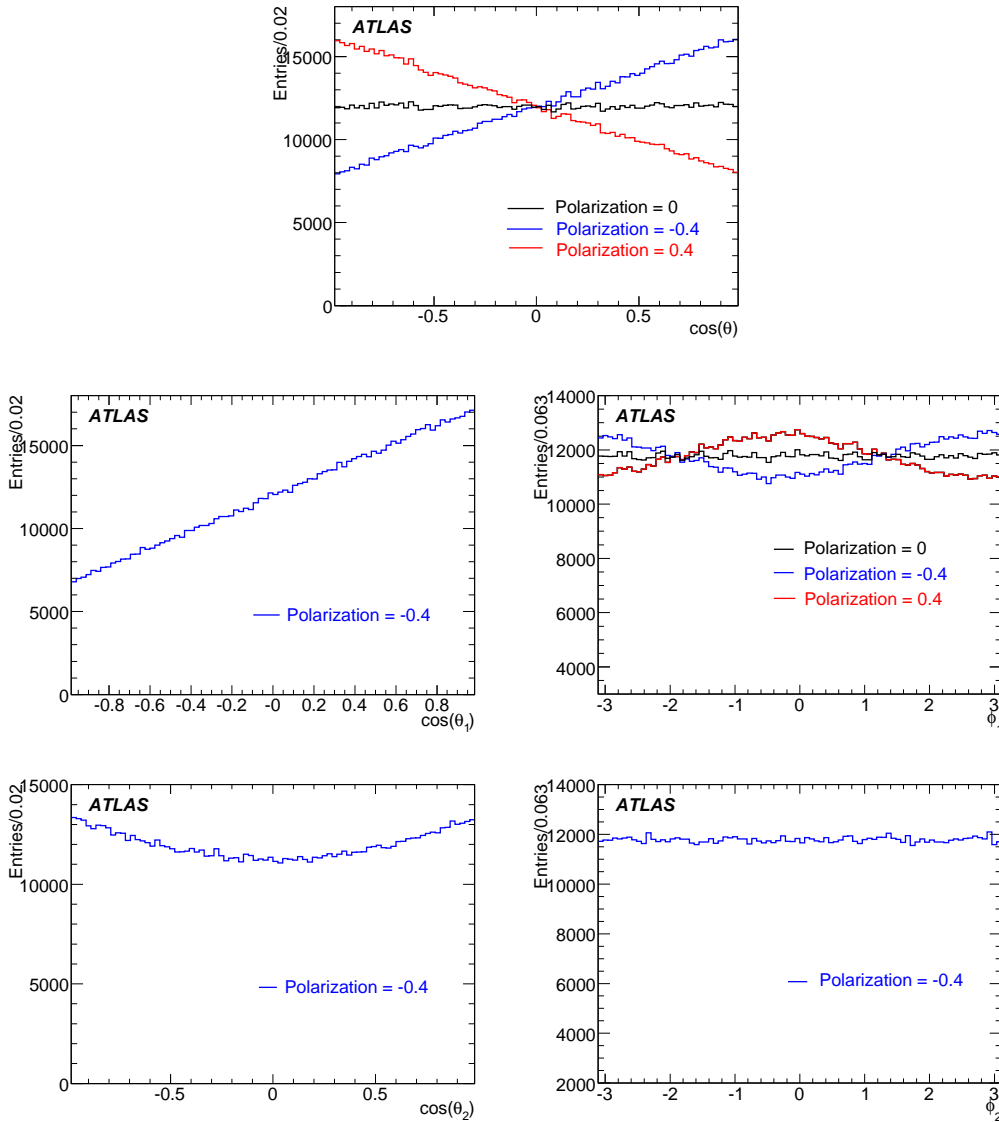 ATLAS
Entries/0.02
15000
10000
5000
0
Polarization = 0
Polarization = -0.4
Polarization = 0.4
-0.5 0 0.5
cos(θ)
ATLAS
Entries/0.02
15000
10000
5000
0
Polarization = -0.4
-0.8 -0.6 -0.4 -0.2 -0 0.2 0.4 0.6 0.8
cos(θ_1)
ATLAS
Entries/0.063
14000
12000
10000
8000
6000
4000
Polarization = 0
Polarization = -0.4
Polarization = 0.4
-3 -2 -1 0 1 2 3
ϕ
ATLAS
Entries/0.02
15000
10000
5000
0
Polarization = -0.4
-0.5 0 0.5
cos(θ_2)
ATLAS
Entries/0.063
14000
12000
10000
8000
6000
4000
2000
Polarization = -0.4
-3 -2 -1 0 1 2 3
ϕ_2